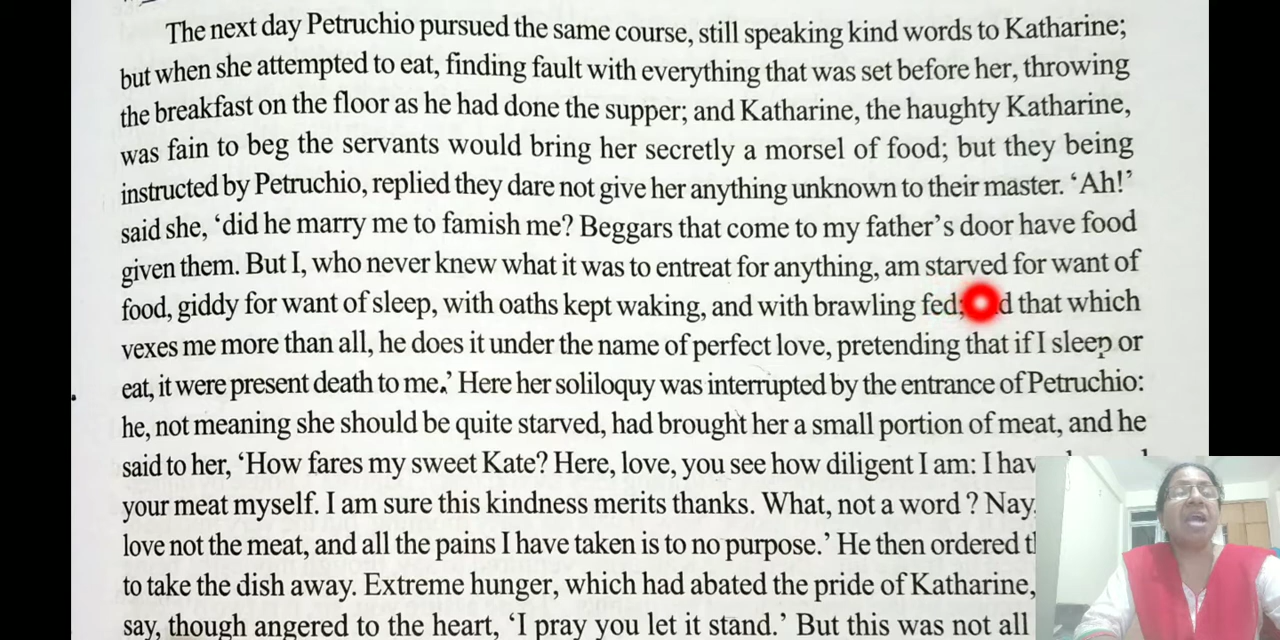 The next day Petruchio pursued the same course, still speaking kind words to Katharine;
but when she attempted to eat, finding fault with everything that was set before her, throwing
the breakfast on the floor as he had done the supper; and Katharine, the haughty Katharine,
was fain to beg the servants would bring her secretly a morsel of food; but they being
instructed by Petruchio, replied they dare not give her anything unknown to their master. ‘Ah!’
said she, ‘did he marry me to famish me? Beggars that come to my father’s door have food
given them. But I, who never knew what it was to entreat for anything, am starved for want of
food, giddy for want of sleep, with oaths kept waking, and with brawling fed; that which
vexes me more than all, he does it under the name of perfect love, pretending that if I sleep or
eat, it were present death to me.’ Here her soliloquy was interrupted by the entrance of Petruchio:
he, not meaning she should be quite starved, had brought her a small portion of meat, and he
said to her, ‘How fares my sweet Kate? Here, love, you see how diligent I am: I
your meat myself. I am sure this kindness merits thanks. What, not a word ? Nay
love not the meat, and all the pains I have taken is to no purpose.’ He then ordered
to take the dish away. Extreme hunger, which had abated the pride of Katharine,
say, though angered to the heart, ‘I pray you let it stand.’ But this was not all